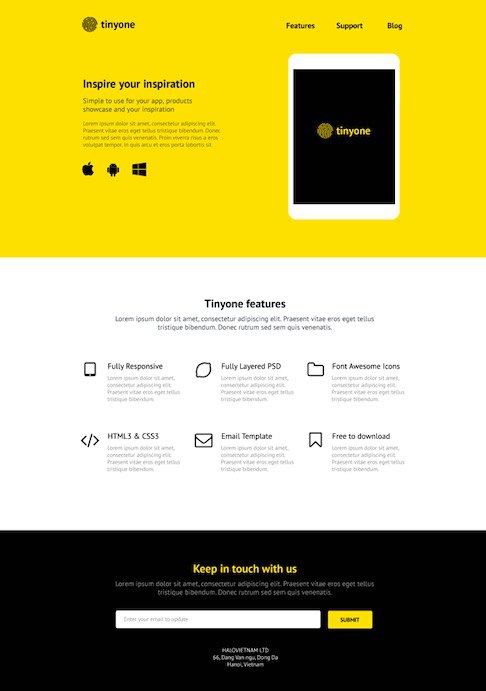 tinyone
Features Support Blog
Inspire your inspiration
Simple to use for your app, products
showcase and your inspiration
Lorem ipsum dolor sit amet, consectetur adipiscing elit.
Praesent vitae eros eget tellus tristique bibendum. Donec
rutrum sed sem quis venenatis. Proin viverra risus a eros
volutpat tempor. In quis arcu et eros porta lobortis sit
tinyone
Tinyone features
Lorem ipsum dolor sit amet, consectetur adipiscing elit. Praesent vitae eros eget tellus
tristique bibendum. Donec rutrum sed sem quis venenatis.
Fully Responsive
Lorem ipsum dolor sit amet,
consectetur adipiscing elit.
Praesent vitae eros eget tellus
tristique bibendum.
Fully Layered PSD
Lorem ipsum dolor sit amet,
consectetur adipiscing elit.
Praesent vitae eros eget tellus
tristique bibendum.
Font Awesome Icons
Lorem ipsum dolor sit amet,
consectetur adipiscing elit.
Praesent vitae eros eget tellus
tristique bibendum.
HTML3 & CSS3
Lorem ipsum dolor sit amet,
consectetur adipiscing elit.
Praesent vitae eros eget tellus
tristique bibendum.
Email Template
Lorem ipsum dolor sit amet,
consectetur adipiscing elit.
Praesent vitae eros eget tellus
tristique bibendum.
Free to download
Lorem ipsum dolor sit amet,
consectetur adipiscing elit.
Praesent vitae eros eget tellus
tristique bibendum.
Keep in touch with us
Lorem ipsum dolor sit amet, consectetur adipiscing elit. Praesent vitae eros eget tellus
tristique bibendum. Donec rutrum sed sem quis venenatis.
Enter your email to update
SUBMIT
HALOVIETNAM LTD
66, Dang Van ngu, Dong Da
Hanoi, Vietnam